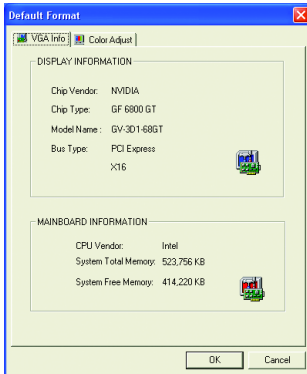 Default Format
VGA Info Color Adjust
DISPLAY INFORMATION
Chip Vendor: NVIDIA
Chip Type: GF 6800 GT
Model Name : GV-3D1-68GT
Bus Type: PCI Express
X16
MAINBOARD INFORMATION
CPU Vendor: Intel
System Total Memory: 523,756 KB
System Free Memory: 414,220 KB
OK Cancel